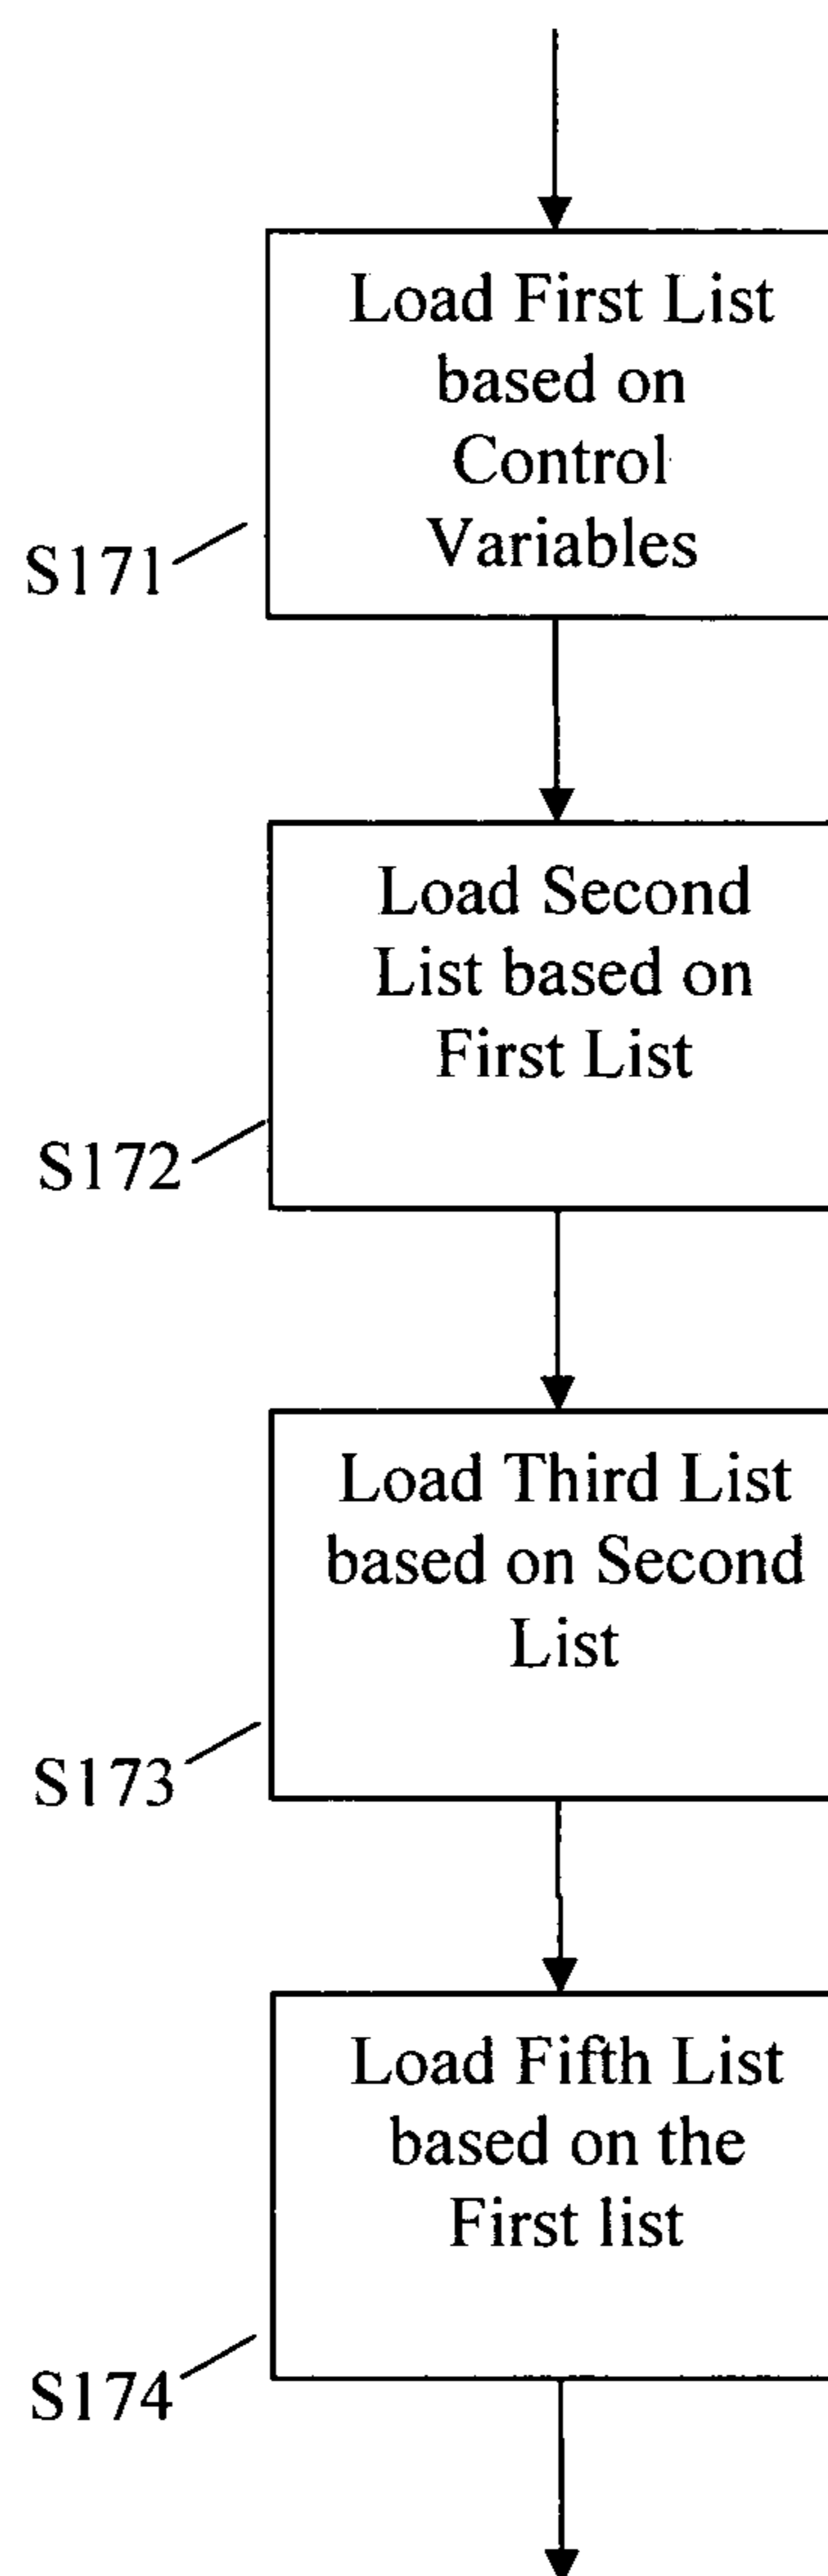 Load First List
based on
Control
Variables
S171
Load Second
List based on
First List
S172
Load Third List
based on Second
List
S173
Load Fifth List
based on the
First list
S174